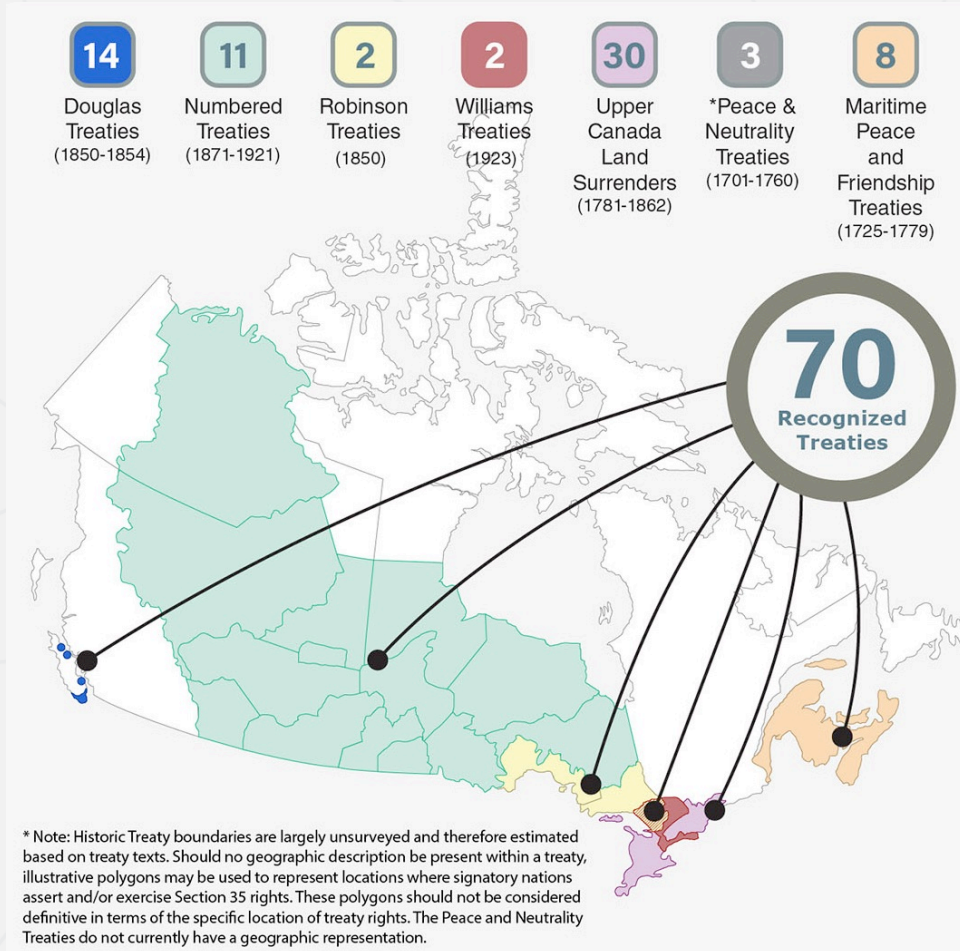 14
11
2
2
30
3
8
Douglas
Treaties
(1850-1854)
Numbered
Treaties
(1871-1921)
Robinson
Treaties
(1850)
Williams
Treaties
(1923)
Upper
Canada
Land
Surrenders
(1781-1862)
*Peace &
Neutrality
Treaties
(1701-1760)
Maritime
Peace
and
Friendship
Treaties
(1725-1779)
70
Recognized
Treaties
* Note: Historic Treaty boundaries are largely unsurveyed and therefore estimated
based on treaty texts. Should no geographic description be present within a treaty,
illustrative polygons may be used to represent locations where signatory nations
assert and/or exercise Section 35 rights. These polygons should not be considered
definitive in terms of the specific location of treaty rights. The Peace and Neutrality
Treaties do not currently have a geographic representation.